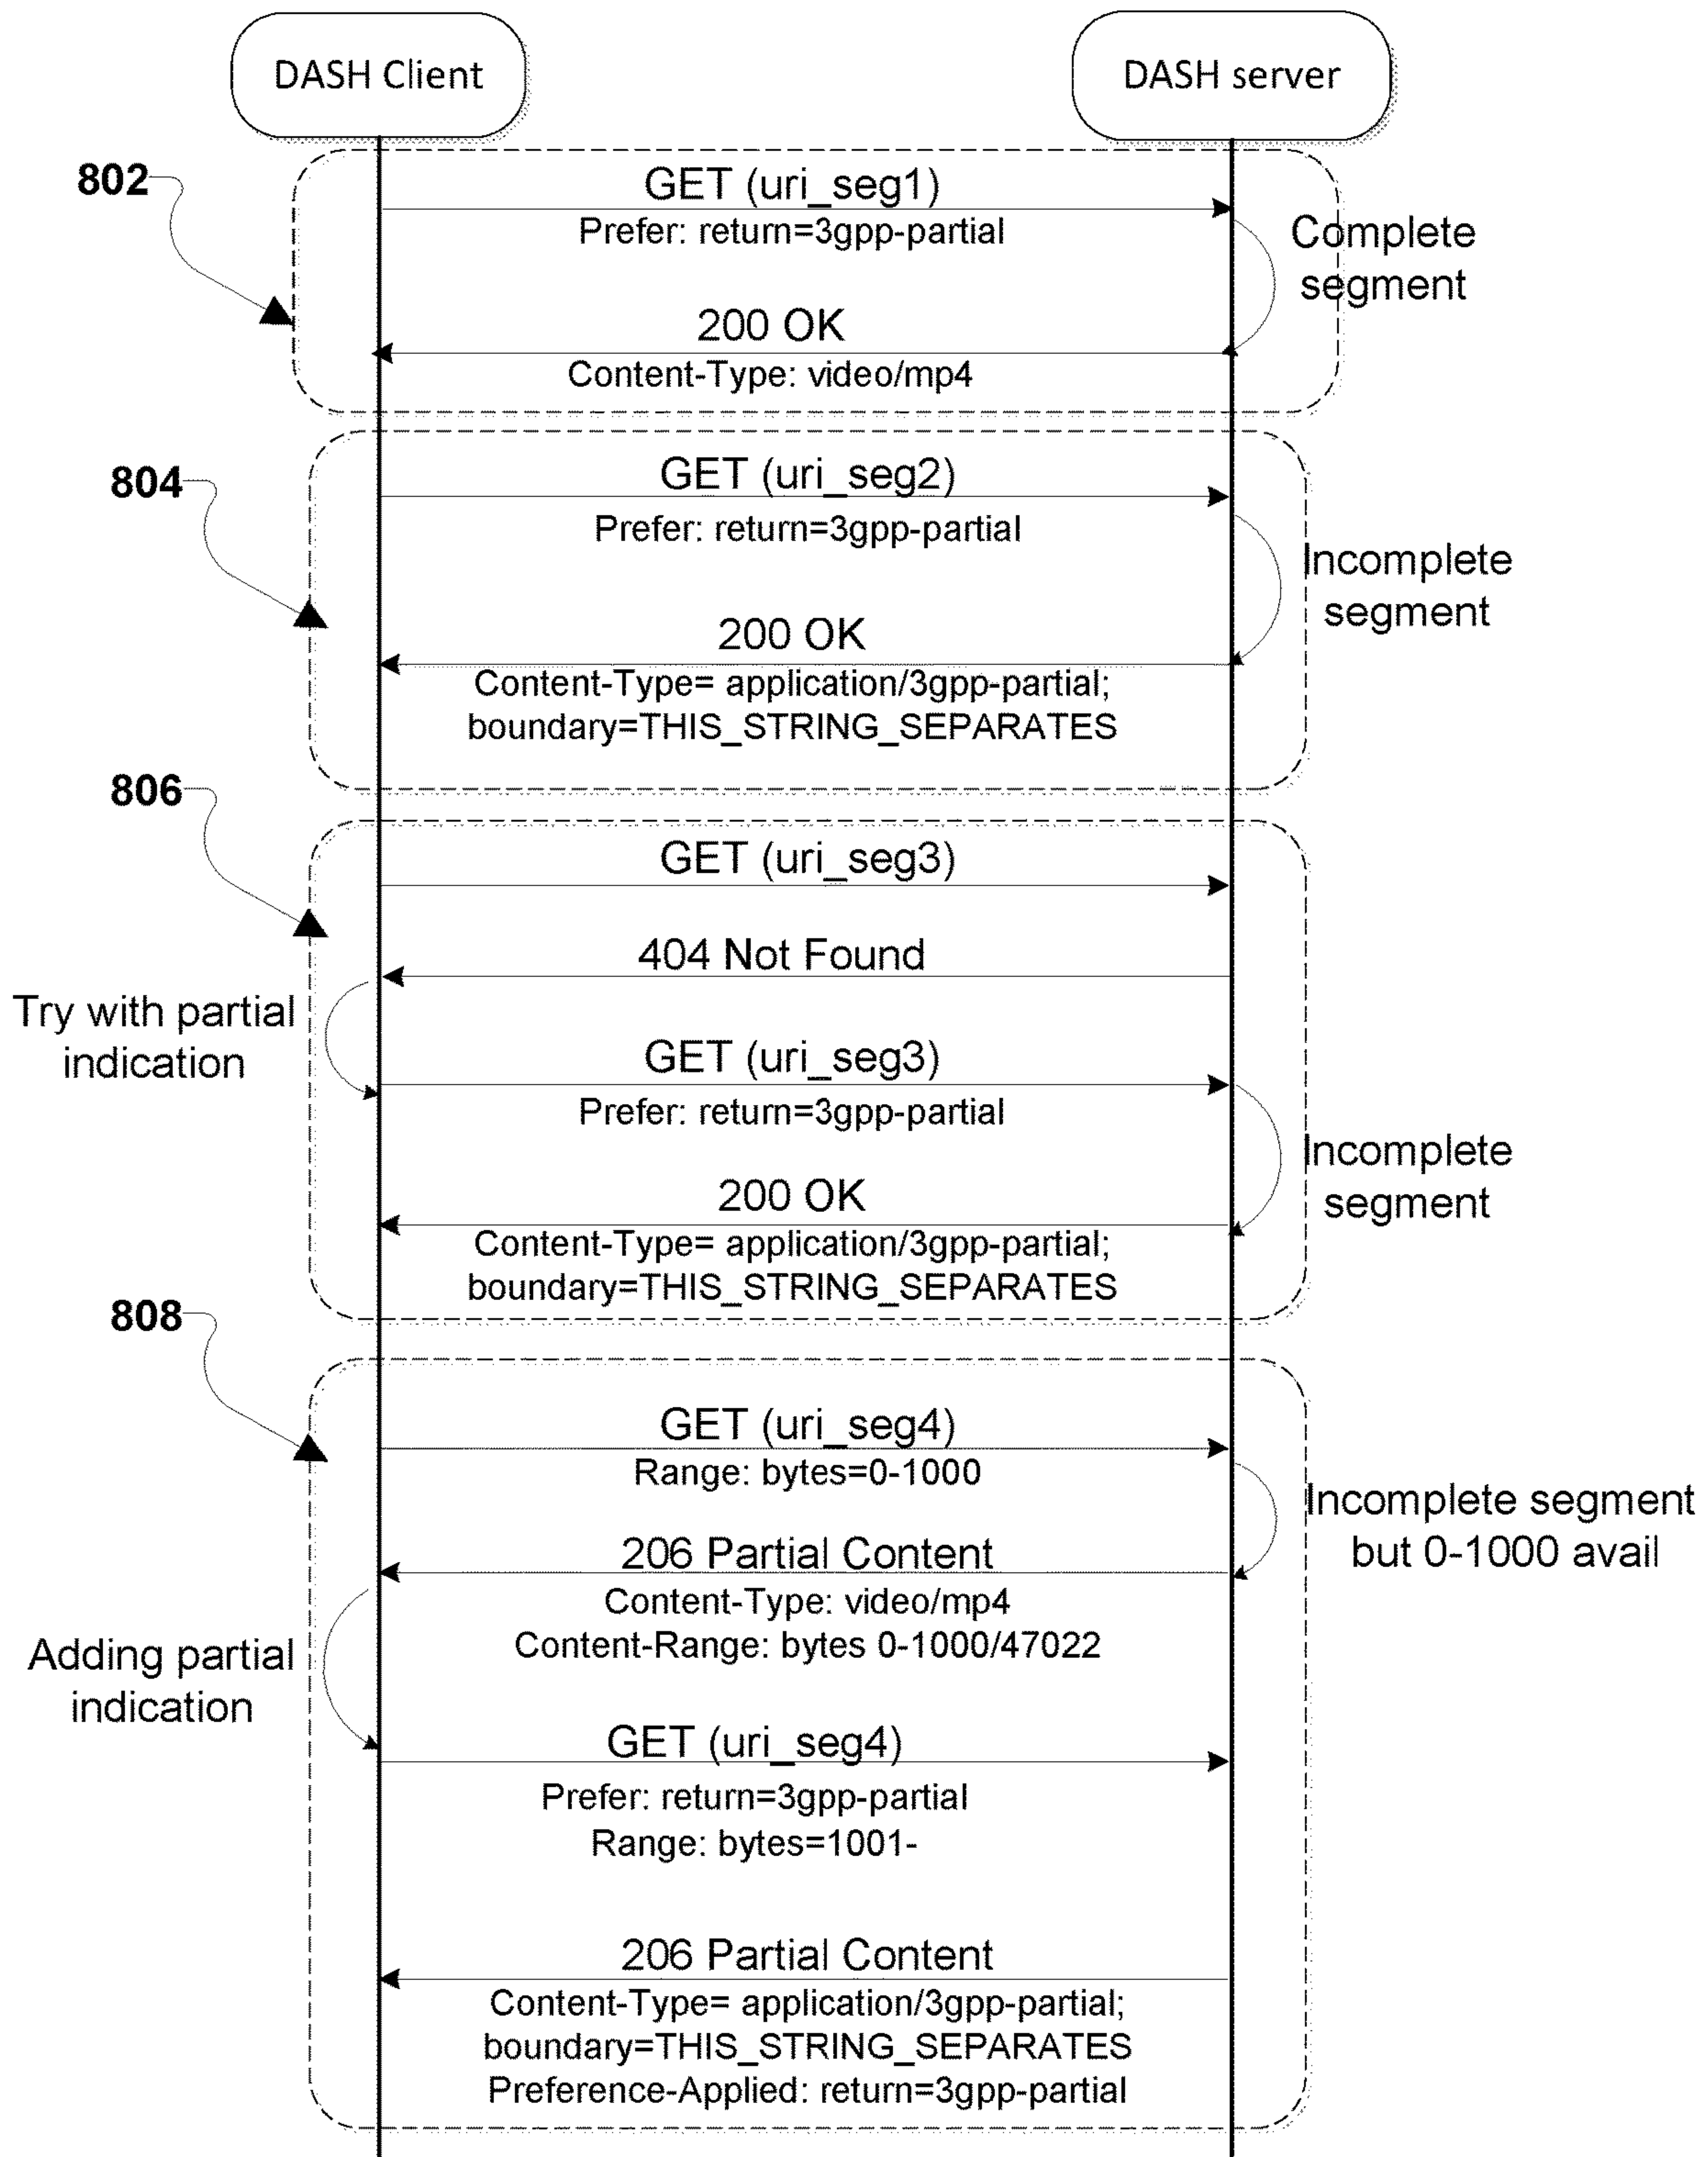 DASH Client
DASH server
802
GET (uri_seg1)
Prefer: return=3gpp-partial
Complete
segment
200 OK
Content-Type: video/mp4
804
GET (uri_seg2)
Prefer: return=3gpp-partial
Incomplete
segment
200 OK
Content-Type= application/3gpp-partial;
boundary=THIS_STRING_SEPARATES
806
GET (uri_seg3)
404 Not Found
Try with partial
indication
GET (uri_seg3)
Prefer: return=3gpp-partial
Incomplete
segment
200 OK
Content-Type= application/3gpp-partial;
boundary=THIS_STRING_SEPARATES
808
GET (uri_seg4)
Range: bytes=0-1000
Incomplete segment
but 0-1000 avail
206 Partial Content
Content-Type: video/mp4
Content-Range: bytes 0-1000/47022
Adding partial
indication
GET (uri_seg4)
Prefer: return=3gpp-partial
Range: bytes=1001-
206 Partial Content
Content-Type= application/3gpp-partial;
boundary=THIS_STRING_SEPARATES
Preference-Applied: return=3gpp-partial